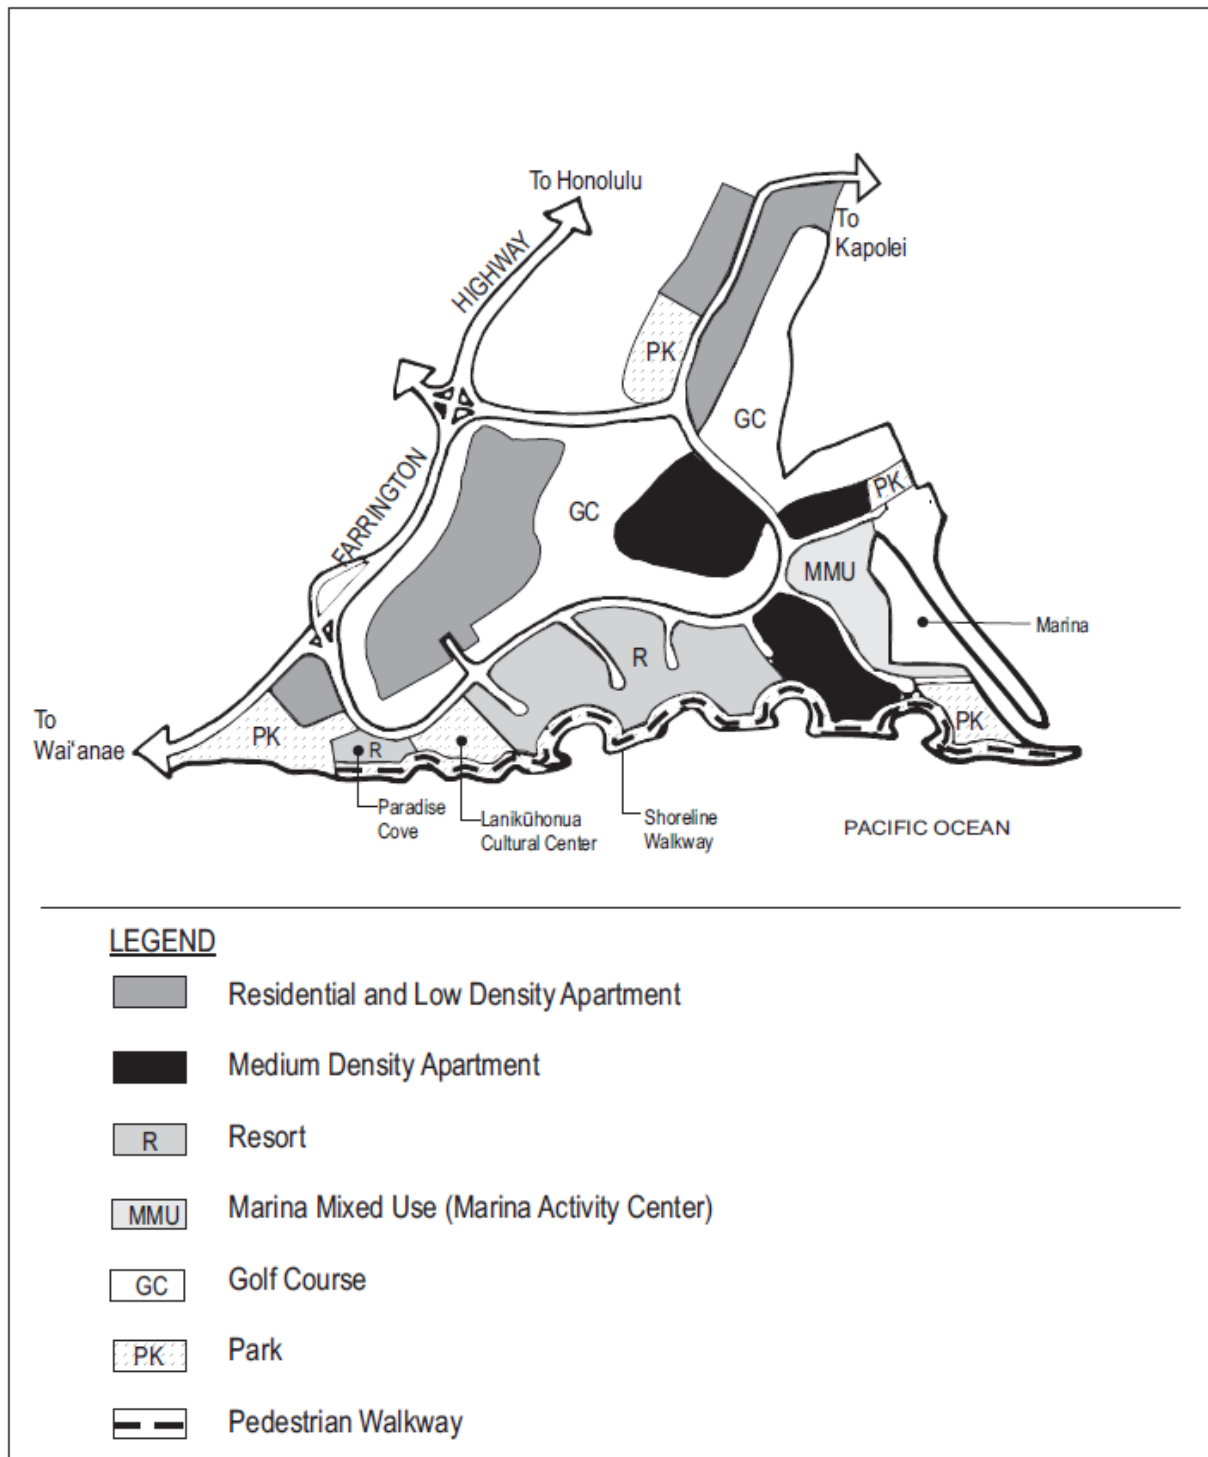 To Honolulu
HIGHWAY
To
Kapolei
PK
GC
PK
GC
FARRINGTON
MMU
Marina
R
To
Wai'anae
PK
PK
R
Paradise
Cove
Lanikūhonua
Cultural Center
Shoreline
Walkway
PACIFIC OCEAN
LEGEND
Residential and Low Density Apartment
Medium Density Apartment
R Resort
MMU Marina Mixed Use (Marina Activity Center)
GC Golf Course
PK Park
Pedestrian Walkway